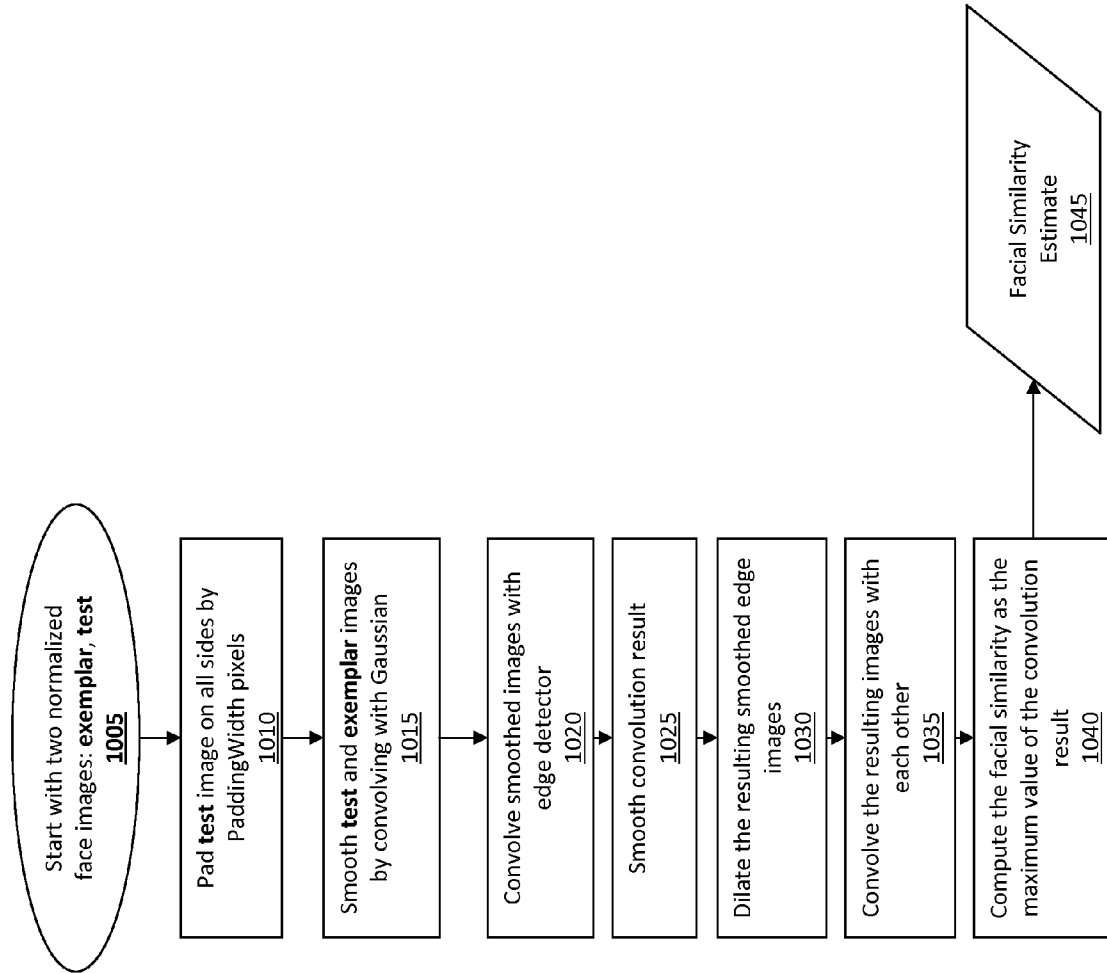 Start with two normalized
face images: exemplar, test
1005
Pad test image on all sides by
PaddingWidth pixels
1010
Smooth test and exemplar images
by convolving with Gaussian
1015
Convolve smoothed images with
edge detector
1020
Smooth convolution result
1025
Dilate the resulting smoothed edge
images
1030
Convolve the resulting images with
each other
1035
Compute the facial similarity as the
maximum value of the convolution
result
1040
Facial Similarity
Estimate
1045